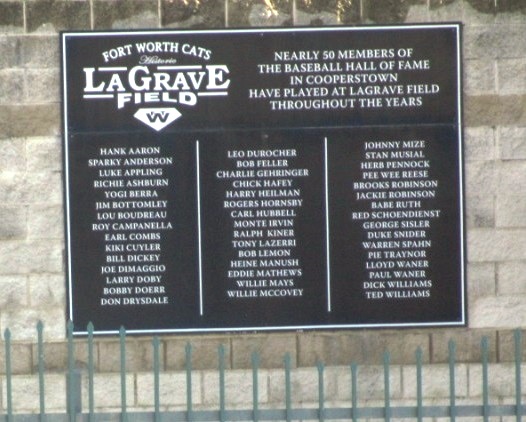 FORT WORTH CATS
Historic
LAGRAVE
FIELD
W
NEARLY 50 MEMBERS OF
THE BASEBALL HALL OF FAME
IN COOPERSTOWN
HAVE PLAYED AT LAGRAVE FIELD
THROUGHOUT THE YEARS
HANK AARON
SPARKY ANDERSON
LUKE APPLING
RICHIE ASHBURN
YOGI BERRA
JIM BOTTOMLEY
LOU BOUDREAU
ROY CAMPANELLA
EARL COMBS
KIKI CUYLER
BILL DICKEY
JOE DIMAGGIO
LARRY DOBY
BOBBY DOERR
DON DRYSDALE
LEO DUROCHER
BOB FELLER
CHARLIE GEHRINGER
CHICK HAFEY
HARRY HEILMAN
ROGERS HORNSBY
CARL HUBBELL
MONTE IRVIN
RALPH KINER
TONY LAZERRI
BOB LEMON
HEINE MANUSH
EDDIE MATHEWS
WILLIE MAYS
WILLIE MCCOVEY
JOHNNY MIZE
STAN MUSIAL
HERB PENNOCK
PEE WEE REESE
BROOKS ROBINSON
JACKIE ROBINSON
BABE RUTH
RED SCHOENDIENST
GEORGE SISLER
DUKE SNIDER
WARREN SPAHN
PIE TRAYNOR
LLOYD WANER
PAUL WANER
DICK WILLIAMS
TED WILLIAMS